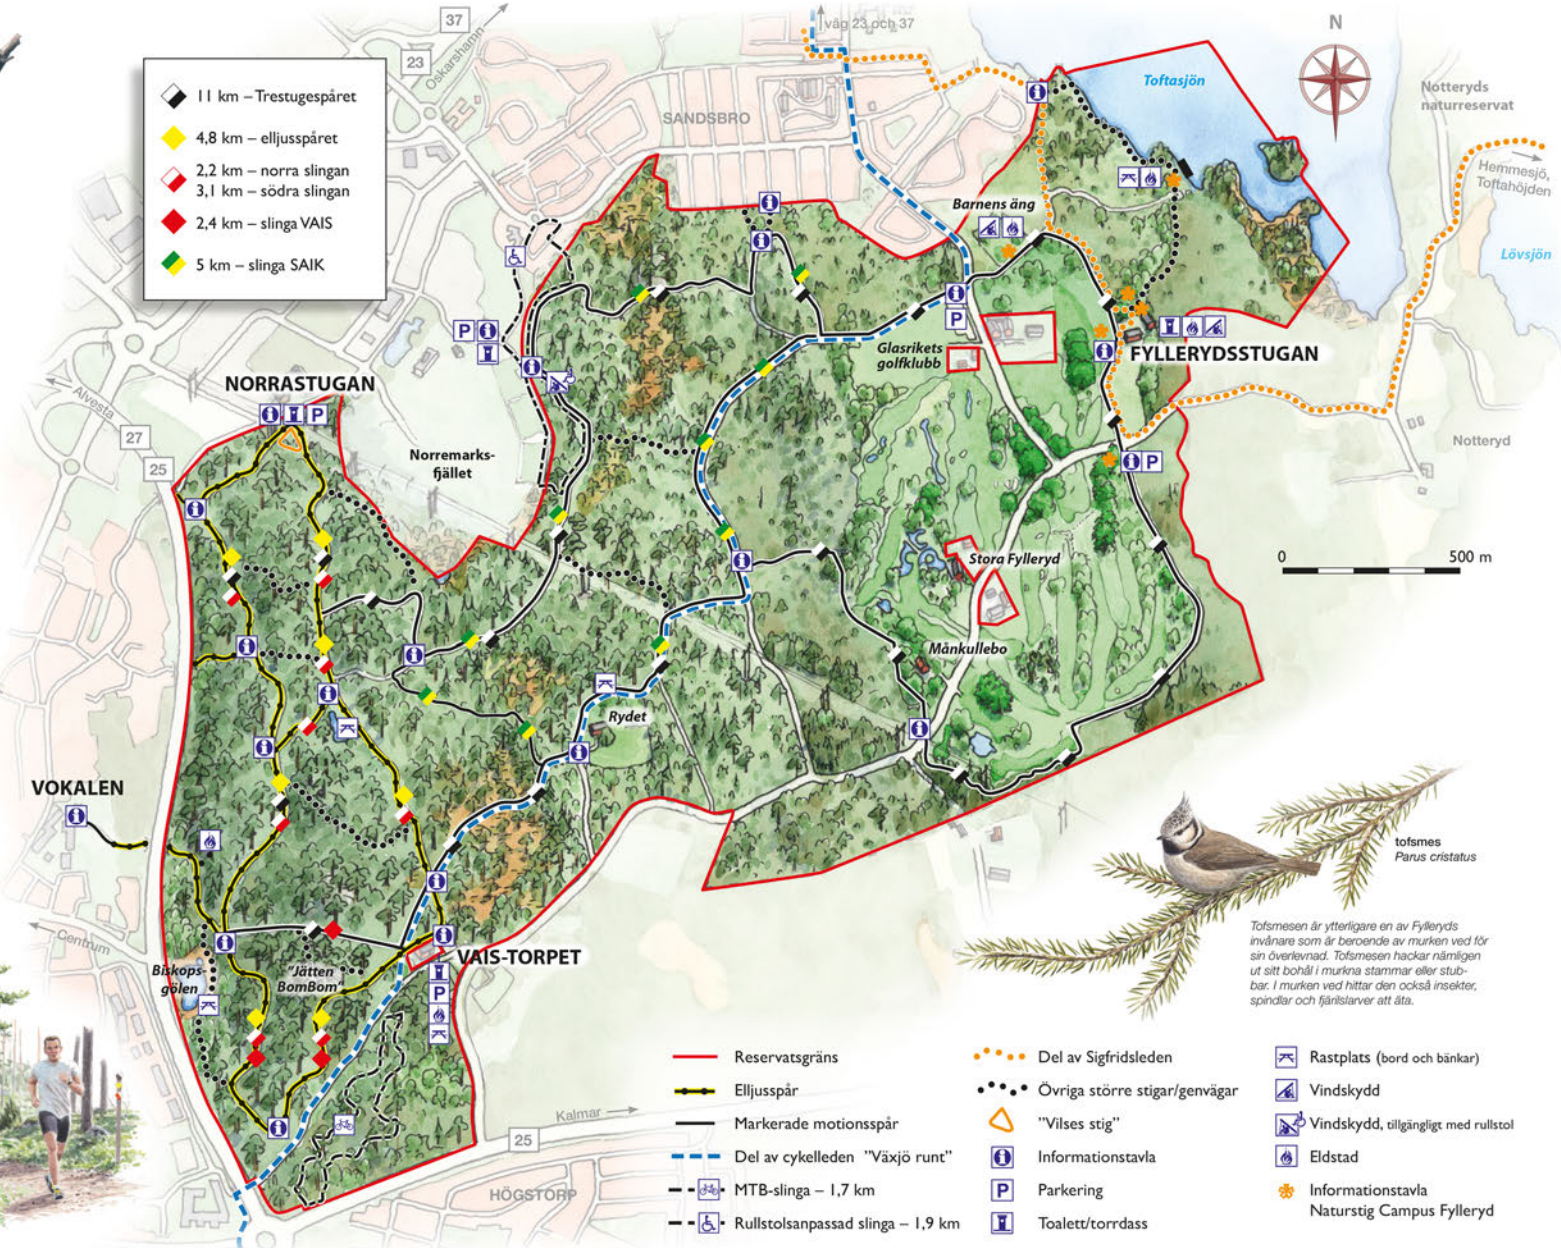 37
23
Oskarshamn
väg 23 och 37
11 km – Trestugespåret
4,8 km – elljusspåret
2,2 km – norra slingan
3,1 km – södra slingan
2,4 km – slinga VAIS
5 km – slinga SAIK
SANDSBRO
Toftasjön
N
Notteryds
naturreservat
Hemmesjö,
Toftahöjden
Lövsjön
Barnens äng
P
P
Glasrikets
golfklubb
FYLLERYDSSTUGAN
NORRASTUGAN
P
Alvesta
27
25
Norremarks-
fjället
Notteryd
P
0
500 m
Stora Fylleryd
Månkullebo
Rydet
VOKALEN
Centrum
Biskops-
gölen
"Jätten
BomBom"
VAIS-TORPET
P
tofsmes
Parus cristatus
Tofsmesen är ytterligare en av Fylleryds
invånare som är beroende av murken ved för
sin överlevnad. Tofsmesen hackar nämligen
ut sitt bohål i murkna stammar eller stub-
bar. I murken ved hittar den också insekter,
spindlar och fjärilslarver att äta.
Kalmar
25
HÖGSTORP
Reservatsgräns
Elljusspår
Markerade motionsspår
Del av cykelleden "Växjö runt"
MTB-slinga – 1,7 km
Rullstolsanpassad slinga – 1,9 km
Del av Sigfridsleden
Övriga större stigar/genvägar
"Vilses stig"
Informationstavla
P Parkering
Toalett/torrdass
Rastplats (bord och bänkar)
Vindskydd
Vindskydd, tillgängligt med rullstol
Eldstad
Informationstavla
Naturstig Campus Fylleryd